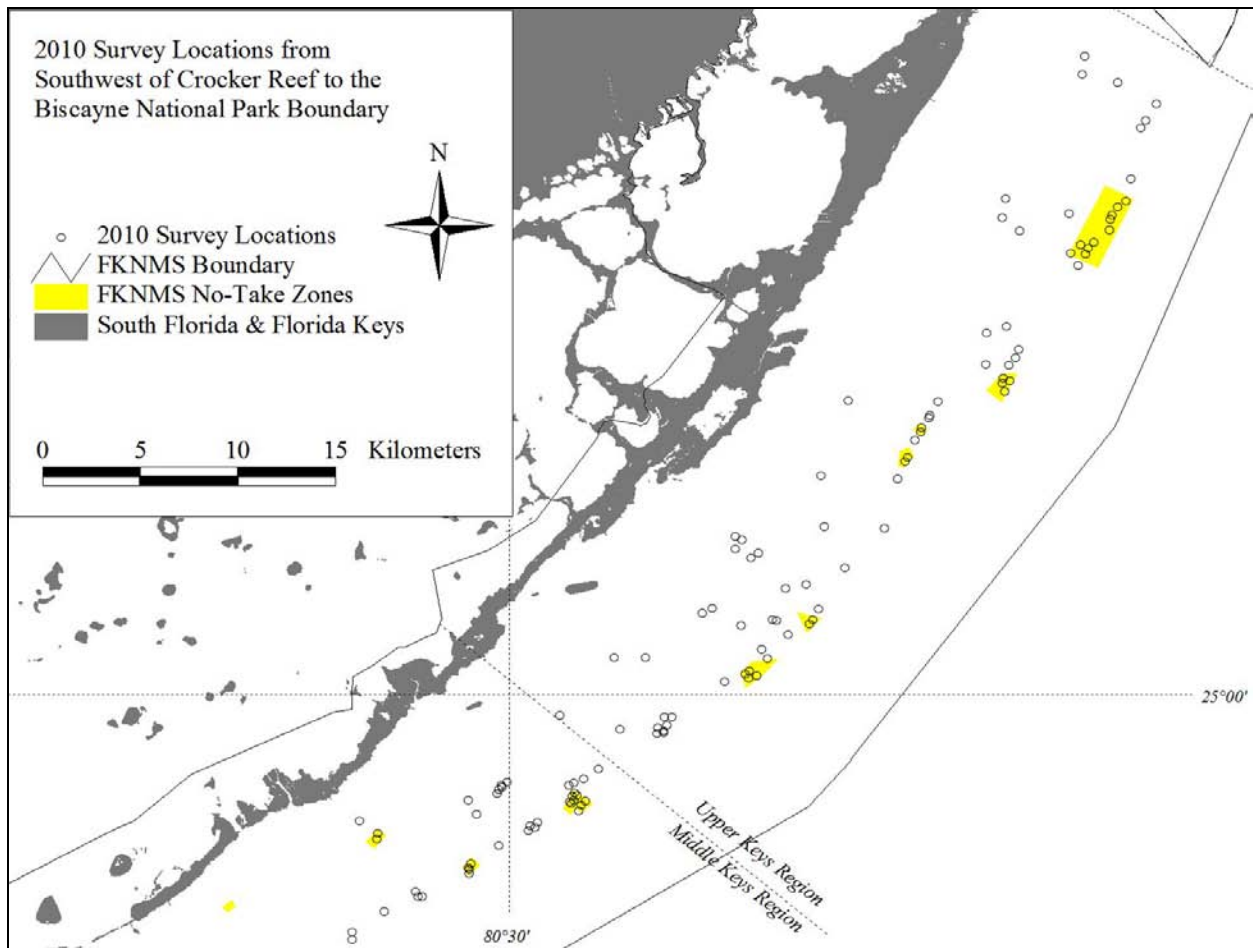 2010 Survey Locations from
Southwest of Crocker Reef to the
Biscayne National Park Boundary
N
2010 Survey Locations
FKNMS Boundary
FKNMS No-Take Zones
South Florida & Florida Keys
0 5 10 15 Kilometers
25°00'
Upper Keys Region
Middle Keys Region
80°30'